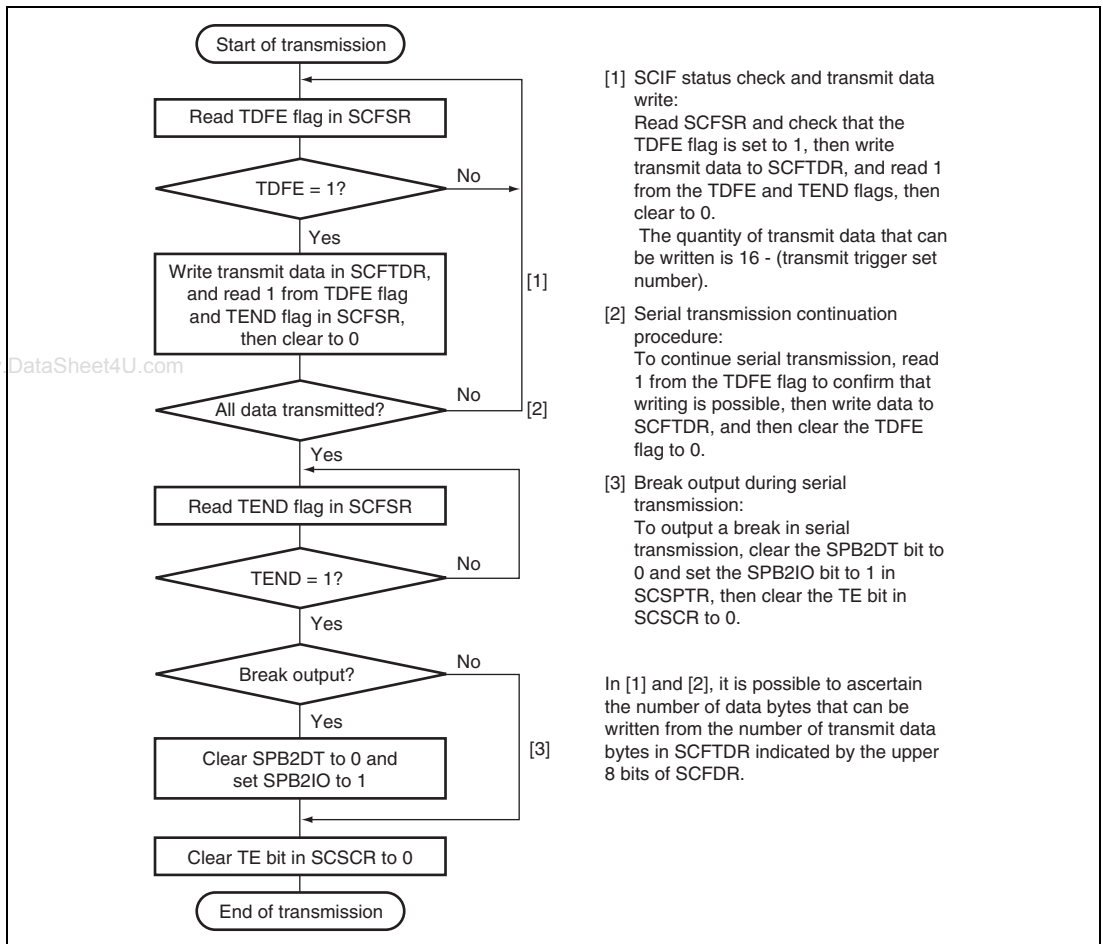 Start of transmission
Read TDFE flag in SCFSR
TDFE = 1?
No
Yes
Write transmit data in SCFTDR,
and read 1 from TDFE flag
and TEND flag in SCFSR,
then clear to 0
[1]
All data transmitted?
No
[2]
Yes
Read TEND flag in SCFSR
TEND = 1?
No
Yes
Break output?
No
Yes
Clear SPB2DT to 0 and
set SPB2IO to 1
[3]
Clear TE bit in SCSCR to 0
End of transmission
[1] SCIF status check and transmit data
write:
Read SCFSR and check that the
TDFE flag is set to 1, then write
transmit data to SCFTDR, and read 1
from the TDFE and TEND flags, then
clear to 0.
The quantity of transmit data that can
be written is 16 - (transmit trigger set
number).
[2] Serial transmission continuation
procedure:
To continue serial transmission, read
1 from the TDFE flag to confirm that
writing is possible, then write data to
SCFTDR, and then clear the TDFE
flag to 0.
[3] Break output during serial
transmission:
To output a break in serial
transmission, clear the SPB2DT bit to
0 and set the SPB2IO bit to 1 in
SCSPTR, then clear the TE bit in
SCSCR to 0.
In [1] and [2], it is possible to ascertain
the number of data bytes that can be
written from the number of transmit data
bytes in SCFTDR indicated by the upper
8 bits of SCFDR.
.DataSheet4U.com